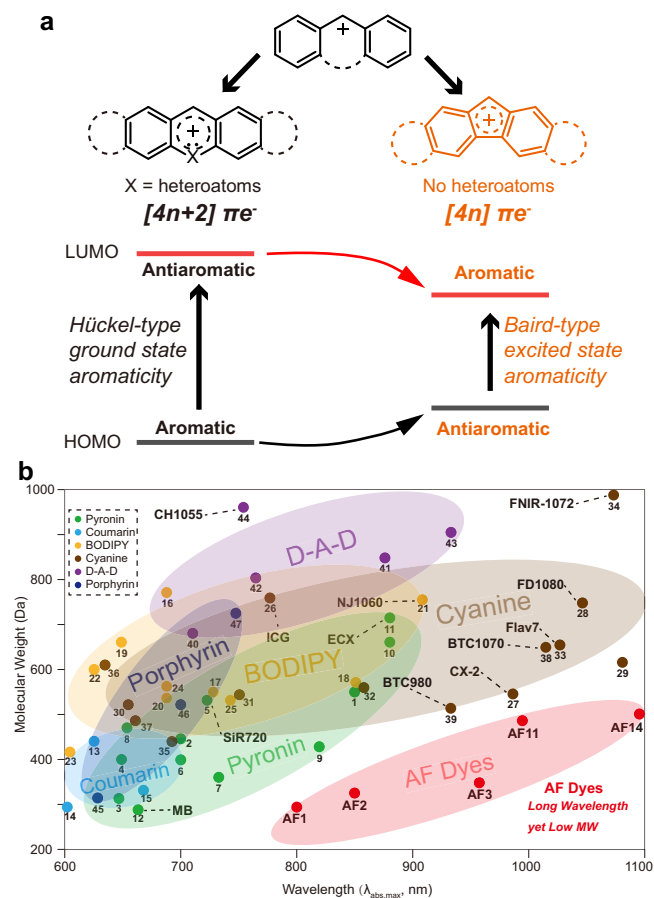 a
+
+
X
+
X = heteroatoms
No heteroatoms
[4n+2] πe-
[4n] πe-
LUMO
Antiaromatic
Aromatic
Hückel-type
ground state
aromaticity
Baird-type
excited state
aromaticity
HOMO
Aromatic
Antiaromatic
b
1000
800
600
400
200
Molecular Weight (Da)
Pyronin
Coumarin
BODIPY
Cyanine
D-A-D
Porphyrin
CH1055
44
FNIR-1072
34
D-A-D
43
41
42
16
26
ICG
47
NJ1060
21
Cyanine
FD1080
28
ECX
11
10
40
19
22
36
Porphyrin
BODIPY
Flav7
BTC1070
38
33
29
24
17
20
5
25
31
18
1
32
BTC980
39
CX-2
27
30
37
46
SiR720
8
13
23
35
2
4
6
Coumarin
Pyronin
9
7
15
45
3
12
MB
14
AF Dyes
AF11
AF14
AF1
AF2
AF3
AF Dyes
Long Wavelength
yet Low MW
600
700
800
900
1000
1100
Wavelength (λabs,max, nm)